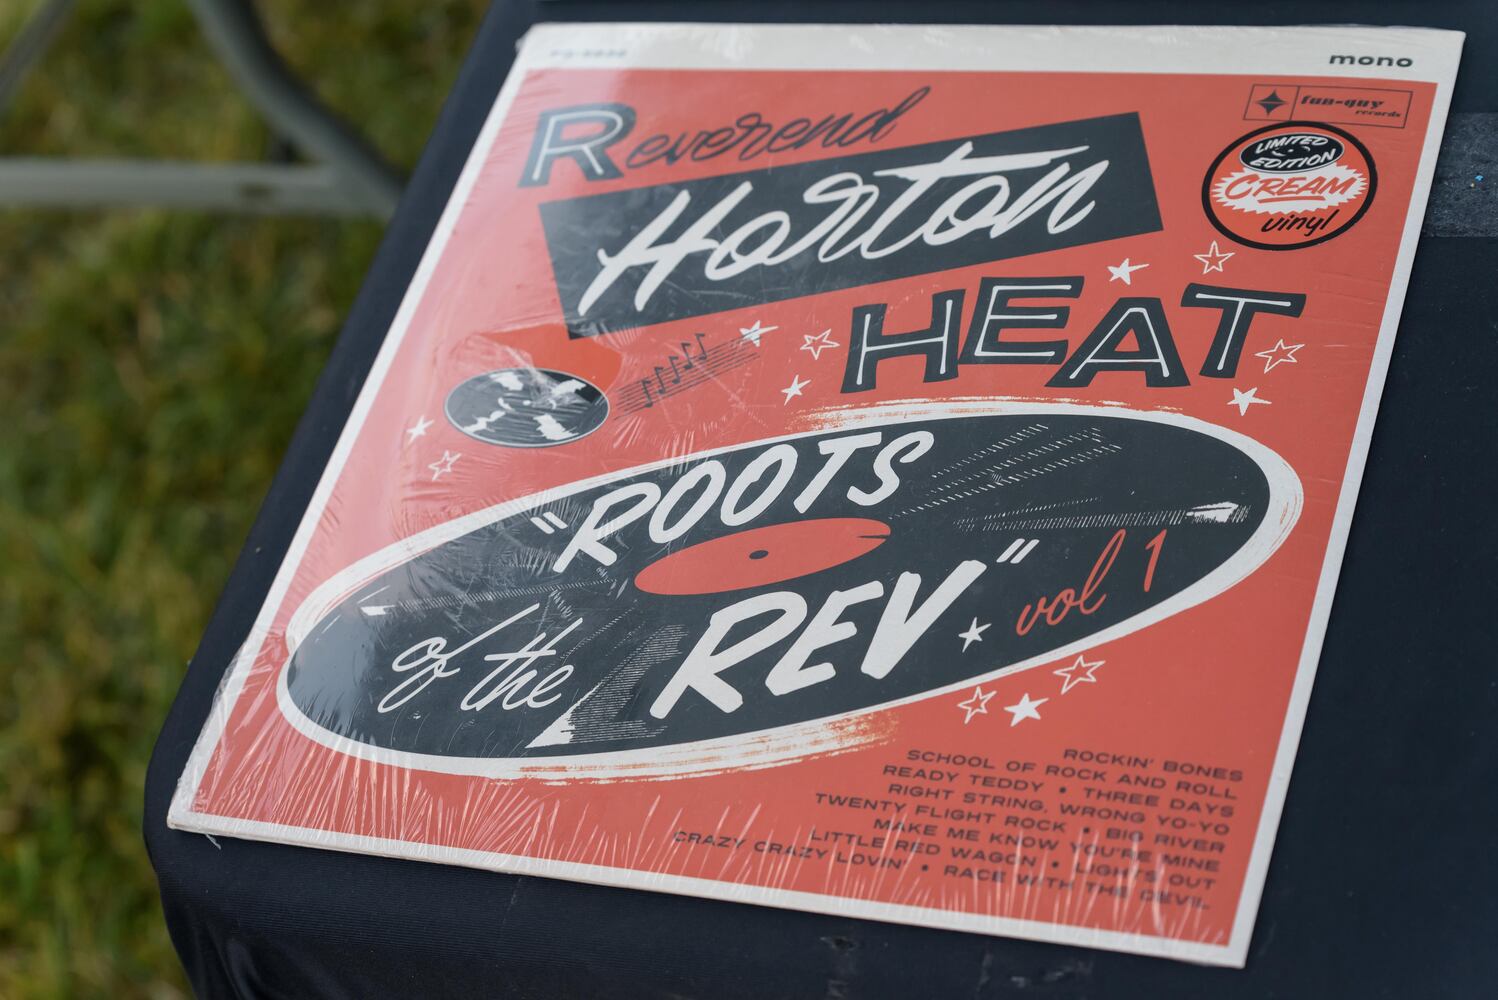 mono
fun-guy
records
LIMITED
EDITION
CREAM
vinyl
Reverend
Horton
HEAT
"ROOTS
of the REV"
vol 1
ROCKIN' BONES
SCHOOL OF ROCK AND ROLL
READY TEDDY • THREE DAYS
RIGHT STRING, WRONG YO-YO
TWENTY FLIGHT ROCK • BIG RIVER
MAKE ME KNOW YOU'RE MINE
LITTLE RED WAGON • LIGHTS OUT
CRAZY CRAZY LOVIN' • RACE WITH THE DEVIL